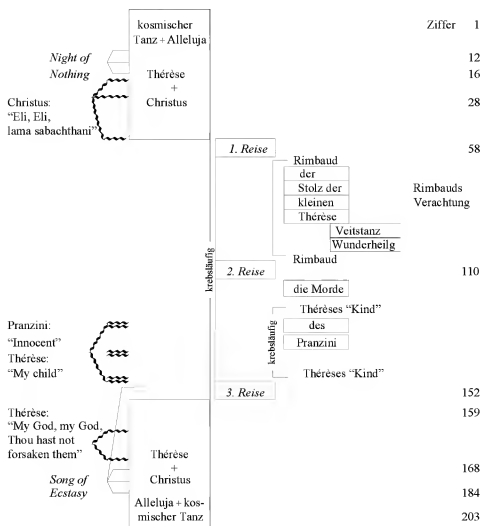 kosmischer Ziffer 1
Tanz + Alleluja
Night of 12
Nothing Thérèse 16
+
Christus: Christus 28
“Eli, Eli,
lama sabachthani”
1. Reise 58
Rimbaud
der
Stolz der Rimbauds
kleinen Verachtung
Thérèse
Veitstanz
Wunderheilg
krebsläufig
Rimbaud
2. Reise 110
die Morde
Pranzini: Thérèses “Kind”
“Innocent” des
Thérèse: Pranzini
“My child”
krebsläufig
Thérèses “Kind”
3. Reise 152
Thérèse: 159
“My God, my God,
Thou hast not
forsaken them” Thérèse
+ 168
Song of Christus
Ecstasy 184
Alleluja + kos-
mischer Tanz 203